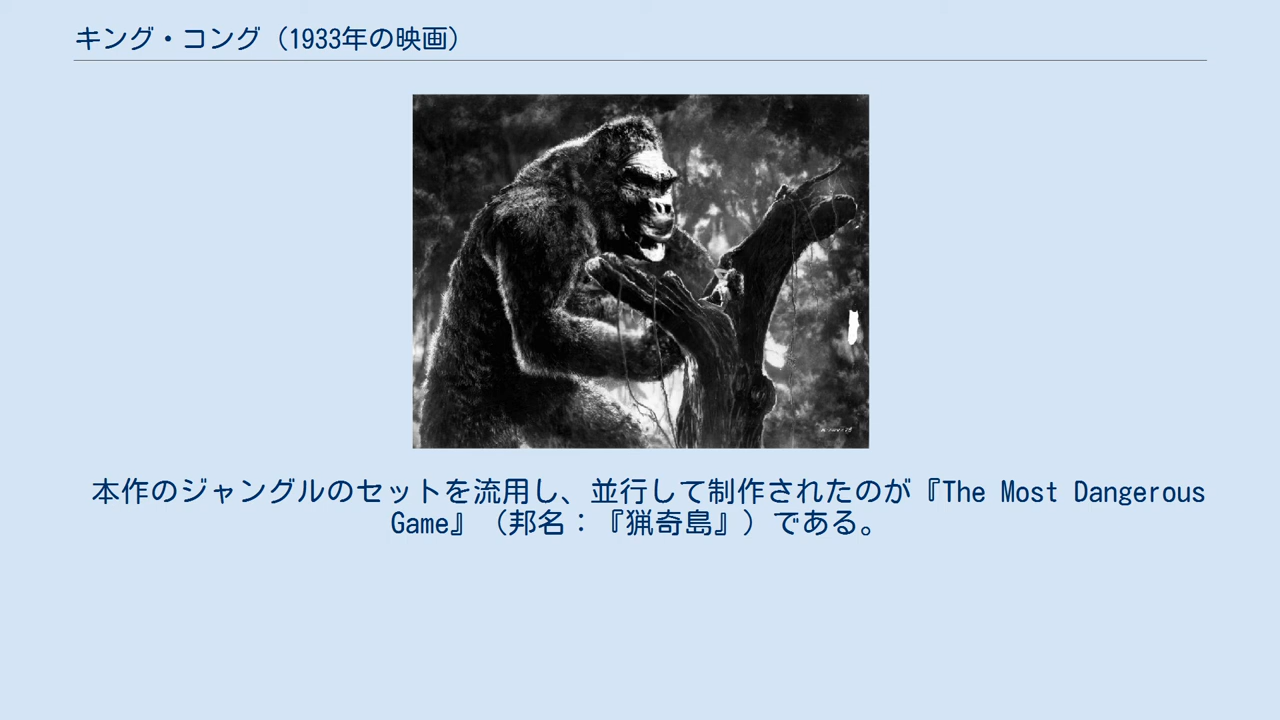 キング・コング（1933年の映画）
本作のジャングルのセットを流用し、並行して制作されたのが『The Most Dangerous
Game』（邦名：『猟奇島』）である。